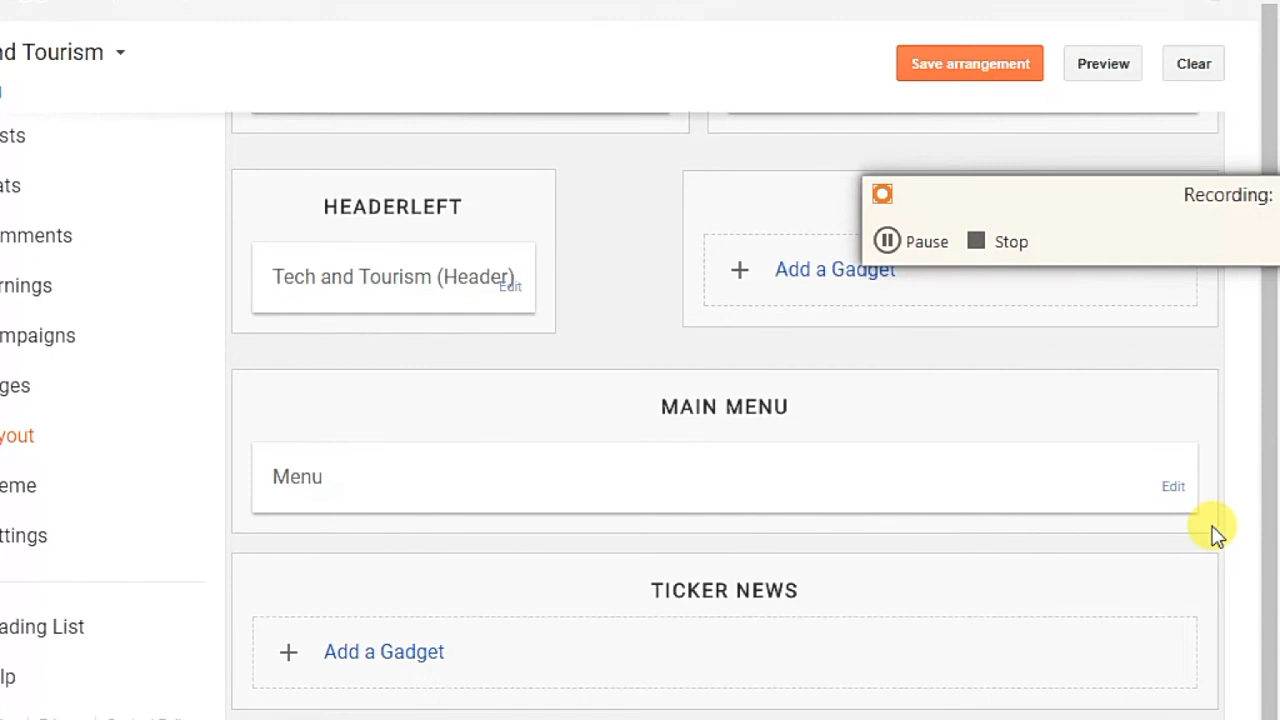 nd Tourism
Save arrangement
Preview
Clear
sts
ats
mments
rnings
mpaigns
ges
yout
eme
ttings
ading List
lp
HEADERLEFT
Tech and Tourism (Header)
Edit
Recording:
Pause
Stop
+ Add a Gadget
MAIN MENU
Menu
Edit
TICKER NEWS
+ Add a Gadget